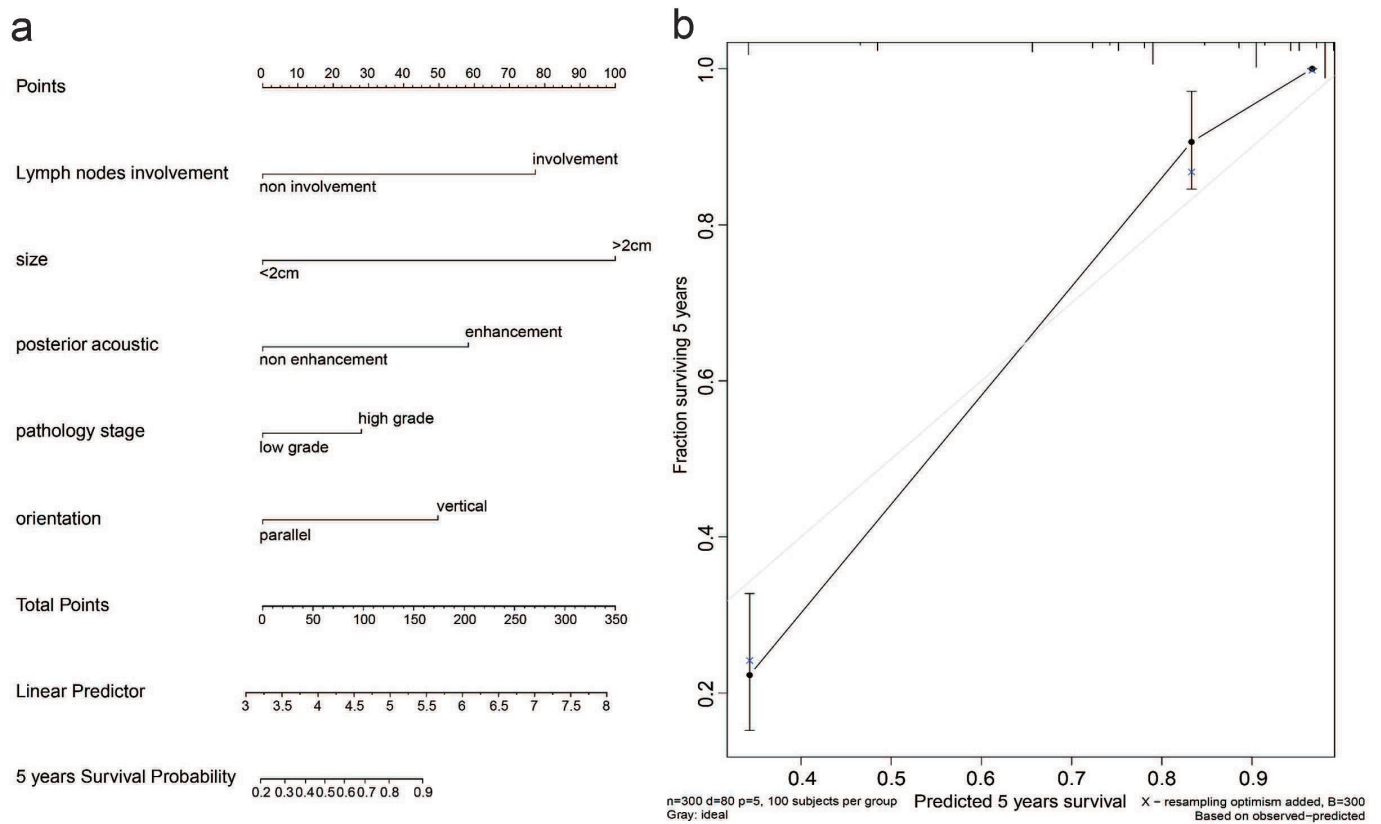 a
Points
0 10 20 30 40 50 60 70 80 90 100
Lymph nodes involvement
involvement
non involvement
size
>2cm
<2cm
posterior acoustic
enhancement
non enhancement
pathology stage
high grade
low grade
orientation
vertical
parallel
Total Points
0 50 100 150 200 250 300 350
Linear Predictor
3 3.5 4 4.5 5 5.5 6 6.5 7 7.5 8
5 years Survival Probability
0.2 0.3 0.4 0.5 0.6 0.7 0.8 0.9
b
Fraction surviving 5 years
1.0
0.8
0.6
0.4
0.2
0.4 0.5 0.6 0.7 0.8 0.9
Predicted 5 years survival
n=300 d=80 p=5, 100 subjects per group
Gray: ideal
X − resampling optimism added, B=300
Based on observed−predicted